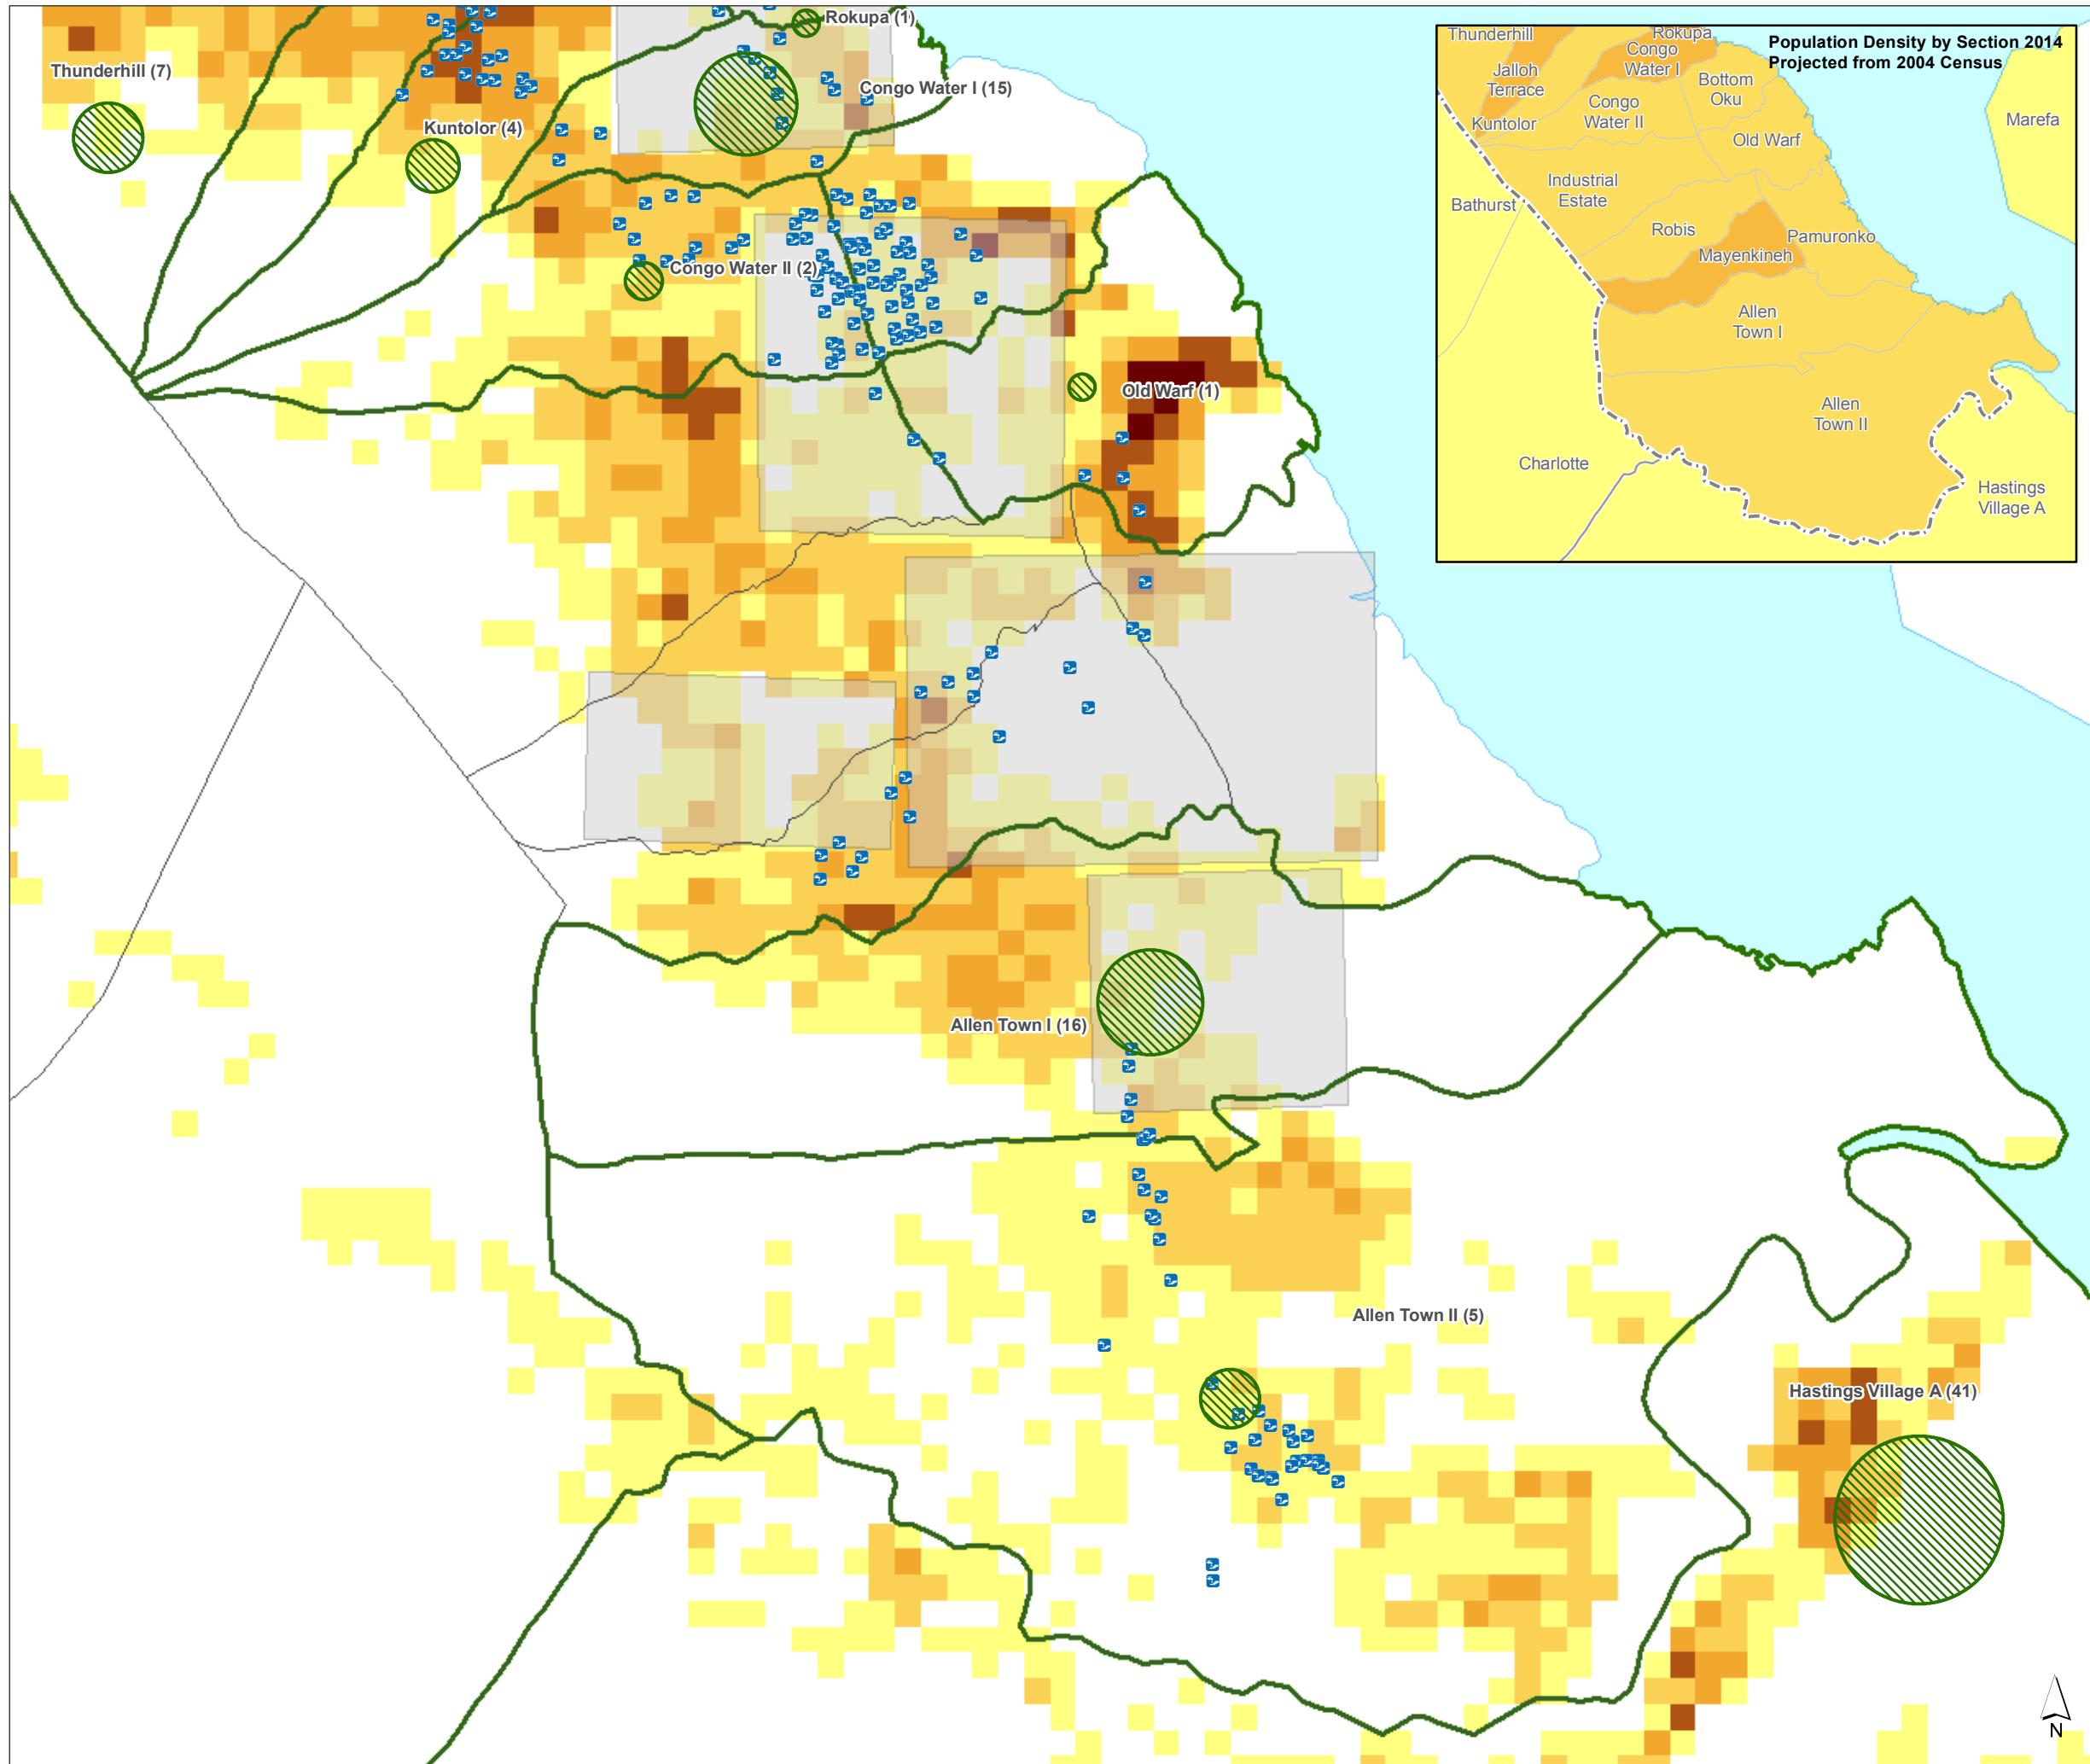 Rokupa (1)
Thunderhill (7)
Congo Water I (15)
Kuntolor (4)
Congo Water II (2)
Old Warf (1)
Allen Town I (16)
Allen Town II (5)
Hastings Village A (41)
N
Population Density by Section 2014
Projected from 2004 Census
Thunderhill
Rokupa
Congo
Water I
Jalloh
Terrace
Bottom
Oku
Congo
Water II
Kuntolor
Marefa
Old Warf
Industrial
Estate
Bathurst
Robis
Pamuronko
Mayenkineh
Allen
Town I
Allen
Town II
Charlotte
Hastings
Village A